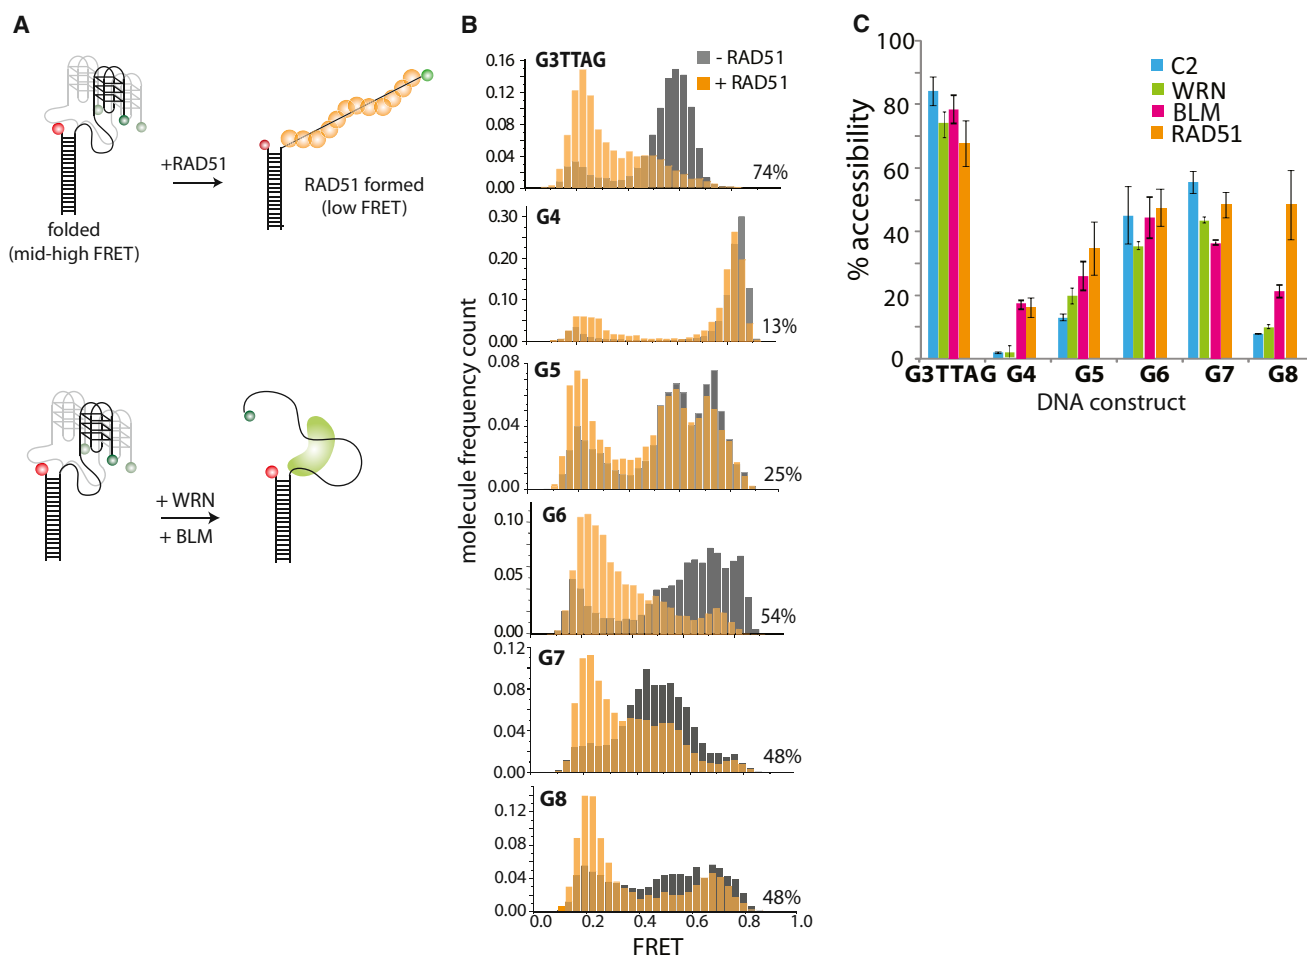 A
+RAD51
folded
(mid-high FRET)
RAD51 formed
(low FRET)
+ WRN
+ BLM
B
molecule frequency count
G3TTAG
- RAD51
+ RAD51
0.16
0.12
0.08
0.04
0.00
74%
G4
0.30
0.20
0.10
0.00
13%
G5
0.08
0.04
0.00
25%
G6
0.10
0.05
0.00
54%
G7
0.12
0.08
0.04
0.00
48%
G8
0.12
0.08
0.04
0.00
48%
0.0 0.2 0.4 0.6 0.8 1.0
FRET
C
% accessibility
100
80
60
40
20
0
C2
WRN
BLM
RAD51
G3TTAG G4 G5 G6 G7 G8
DNA construct